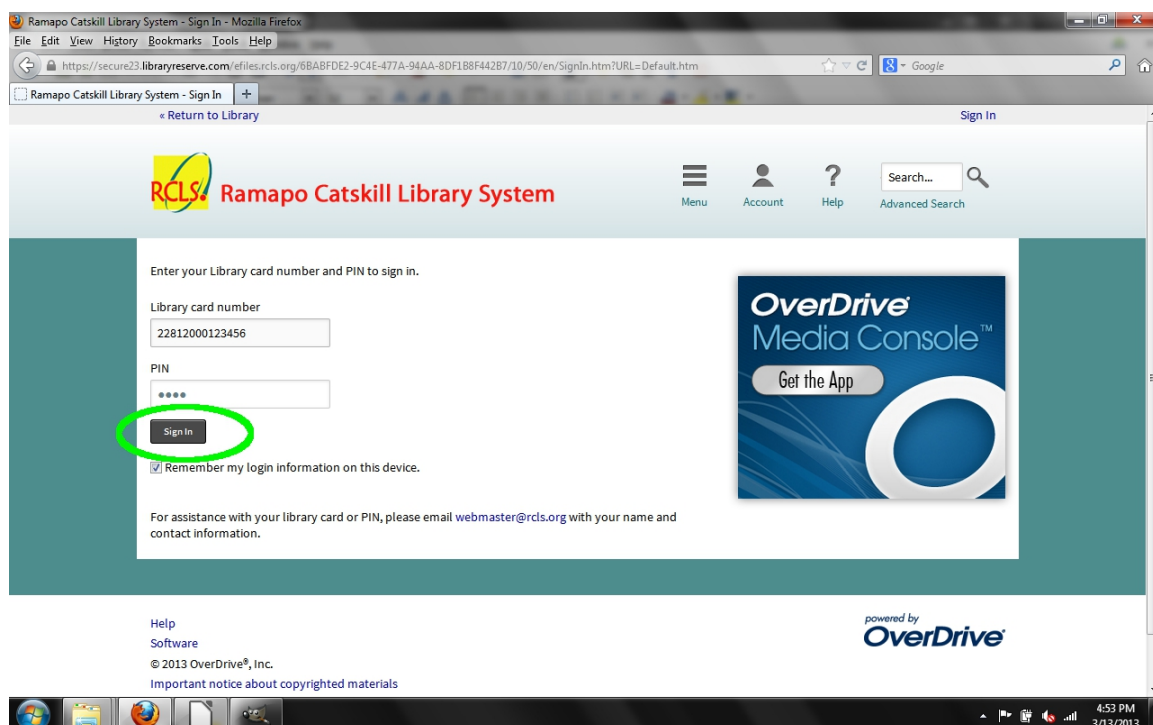 Ramapo Catskill Library System - Sign In - Mozilla Firefox
File Edit View History Bookmarks Tools Help
https://secure23.libraryreserve.com/efiles.rcls.org/6BABFDE2-9C4E-477A-94AA-8DF1B8F442B7/10/50/en/SignIn.htm?URL=Default.htm
Google
Ramapo Catskill Library System - Sign In
« Return to Library
Sign In
RCLS
Ramapo Catskill Library System
Menu
Account
? Help
Search...
Advanced Search
Enter your Library card number and PIN to sign in.
Library card number
22812000123456
PIN
••••
Sign In
Remember my login information on this device.
For assistance with your library card or PIN, please email webmaster@rcls.org with your name and
contact information.
OverDrive
Media Console™
Get the App
Help
Software
© 2013 OverDrive®, Inc.
Important notice about copyrighted materials
powered by
OverDrive
4:53 PM
3/13/2013